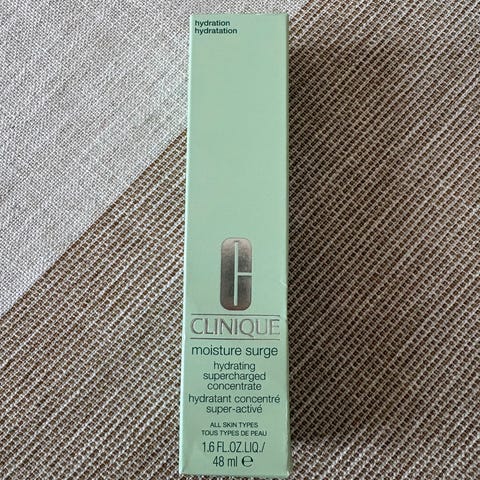 hydration
hydratation
CLINIQUE
moisture surge
hydrating
supercharged
concentrate
hydratant concentré
super-activé
ALL SKIN TYPES
TOUS TYPES DE PEAU
1.6 FL.OZ.LIQ./
48 ml ℮